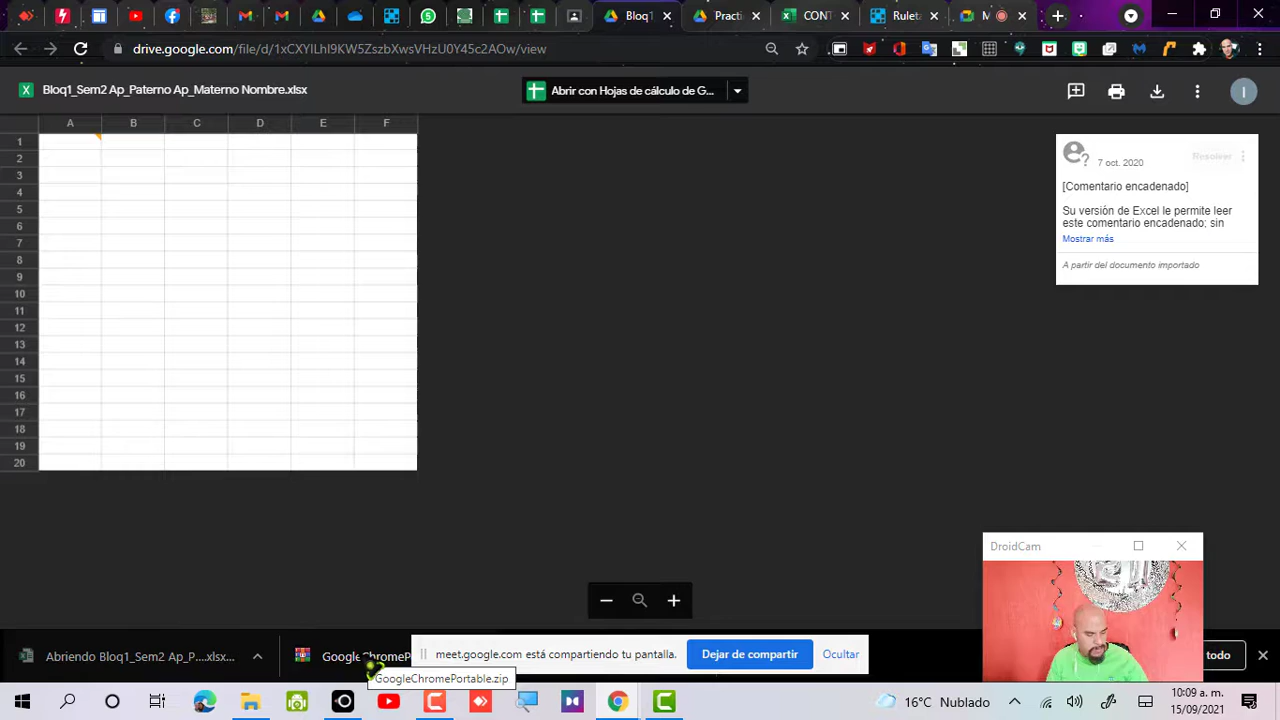 Bloq1
Practi
CONT
Rulet
M
drive.google.com/file/d/1xCXYILhI9KW5ZszbXwsVHzU0Y45c2AOw/view
Bloq1_Sem2 Ap_Paterno Ap_Materno Nombre.xlsx
Abrir con Hojas de cálculo de G...
I
A B C D E F
1
2
3
4
5
6
7
8
9
10
11
12
13
14
15
16
17
18
19
20
7 oct. 2020
Resolver
[Comentario encadenado]
Su versión de Excel le permite leer
este comentario encadenado; sin
Mostrar más
A partir del documento importado
DroidCam
Abriendo Bloq1_Sem2 Ap_P....xlsx...
GoogleChromeP
meet.google.com está compartiendo tu pantalla.
Dejar de compartir
Ocultar
todo
GoogleChromePortable.zip
16°C Nublado
10:09 a. m.
15/09/2021